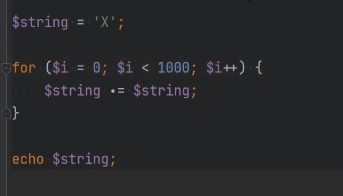 $string = 'X';
for ($i = 0; $i < 1000; $i++) {
$string .= $string;
}
echo $string;